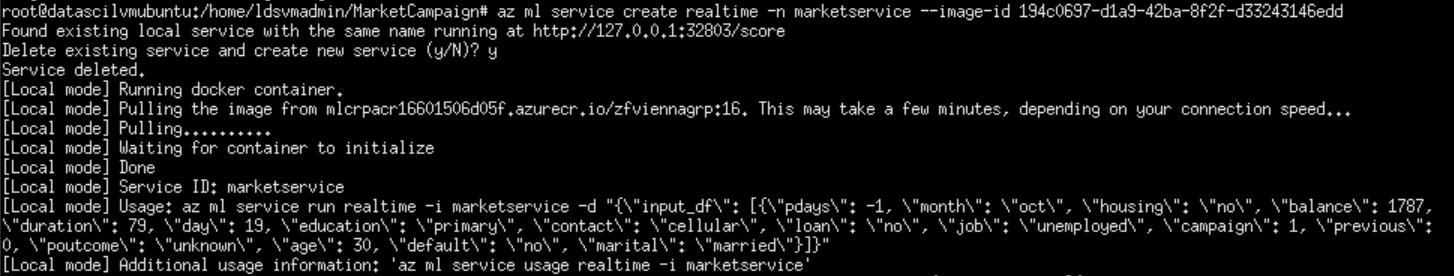 root@datascilvmubuntu:/home/ldsvmadmin/MarketCampaign# az ml service create realtime -n marketservice --image-id 194c0697-d1a9-42ba-8f2f-d33243146edd
Found existing local service with the same name running at http://127.0.0.1:32803/score
Delete existing service and create new service (y/N)? y
Service deleted.
[Local mode] Running docker container.
[Local mode] Pulling the image from mlcrpacr16601506d05f.azurecr.io/zfviennagrp:16. This may take a few minutes, depending on your connection speed...
[Local mode] Pulling..........
[Local mode] Waiting for container to initialize
[Local mode] Done
[Local mode] Service ID: marketservice
[Local mode] Usage: az ml service run realtime -i marketservice -d "{\"input_df\": [{\"pdays\": -1, \"month\": \"oct\", \"housing\": \"no\", \"balance\": 1787,
\"duration\": 79, \"day\": 19, \"education\": \"primary\", \"contact\": \"cellular\", \"loan\": \"no\", \"job\": \"unemployed\", \"campaign\": 1, \"previous\":
0, \"poutcome\": \"unknown\", \"age\": 30, \"default\": \"no\", \"marital\": \"married\"}]}"
[Local mode] Additional usage information: 'az ml service usage realtime -i marketservice'